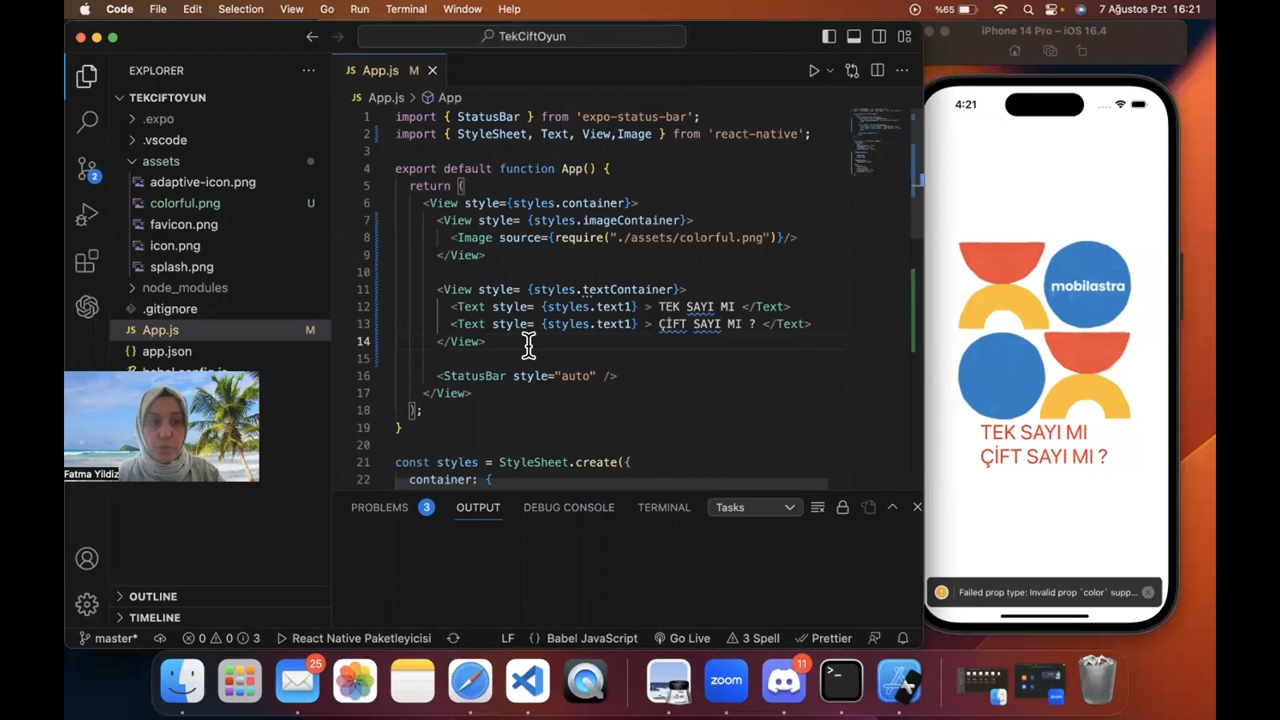 Code File Edit Selection View Go Run Terminal Window Help %65 7 Ağustos Pzt 16:21
TekCiftOyun
iPhone 14 Pro – iOS 16.4
EXPLORER
TEKCIFTOYUN
.expo
.vscode
assets
adaptive-icon.png
colorful.png U
favicon.png
icon.png
splash.png
node_modules
.gitignore
App.js M
app.json
babel.config.js
Fatma Yildiz
OUTLINE
TIMELINE
App.js M
App.js > App
1 import { StatusBar } from 'expo-status-bar';
2 import { StyleSheet, Text, View,Image } from 'react-native';
3
4 export default function App() {
5 return (
6 <View style={styles.container}>
7 <View style= {styles.imageContainer}>
8 <Image source={require("./assets/colorful.png")}/>
9 </View>
10
11 <View style= {styles.textContainer}>
12 <Text style= {styles.text1} > TEK SAYI MI </Text>
13 <Text style= {styles.text1} > ÇİFT SAYI MI ? </Text>
14 </View>
15
16 <StatusBar style="auto" />
17 </View>
18 );
19 }
20
21 const styles = StyleSheet.create({
22 container: {
PROBLEMS 3 OUTPUT DEBUG CONSOLE TERMINAL Tasks
4:21
mobilastra
TEK SAYI MI
ÇİFT SAYI MI ?
Failed prop type: Invalid prop `color` supp...
master* 0 0 3 React Native Paketleyicisi LF Babel JavaScript Go Live 3 Spell Prettier
2
25
zoom
11